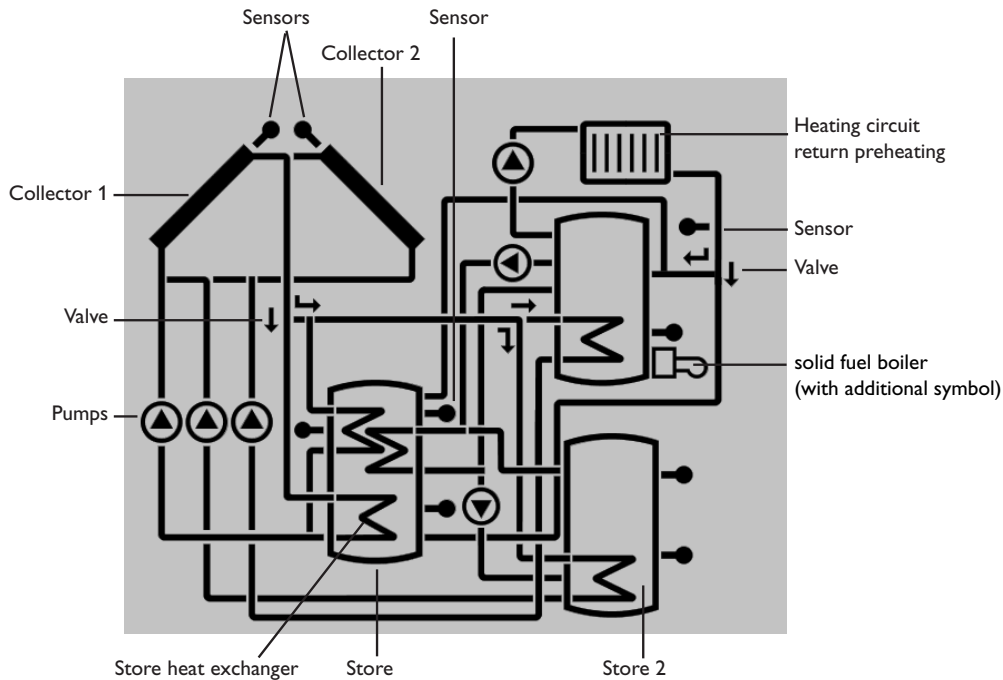 Sensors
Sensor
Collector 2
Heating circuit
return preheating
Collector 1
Sensor
Valve
Valve
solid fuel boiler
(with additional symbol)
Pumps
Store heat exchanger
Store
Store 2